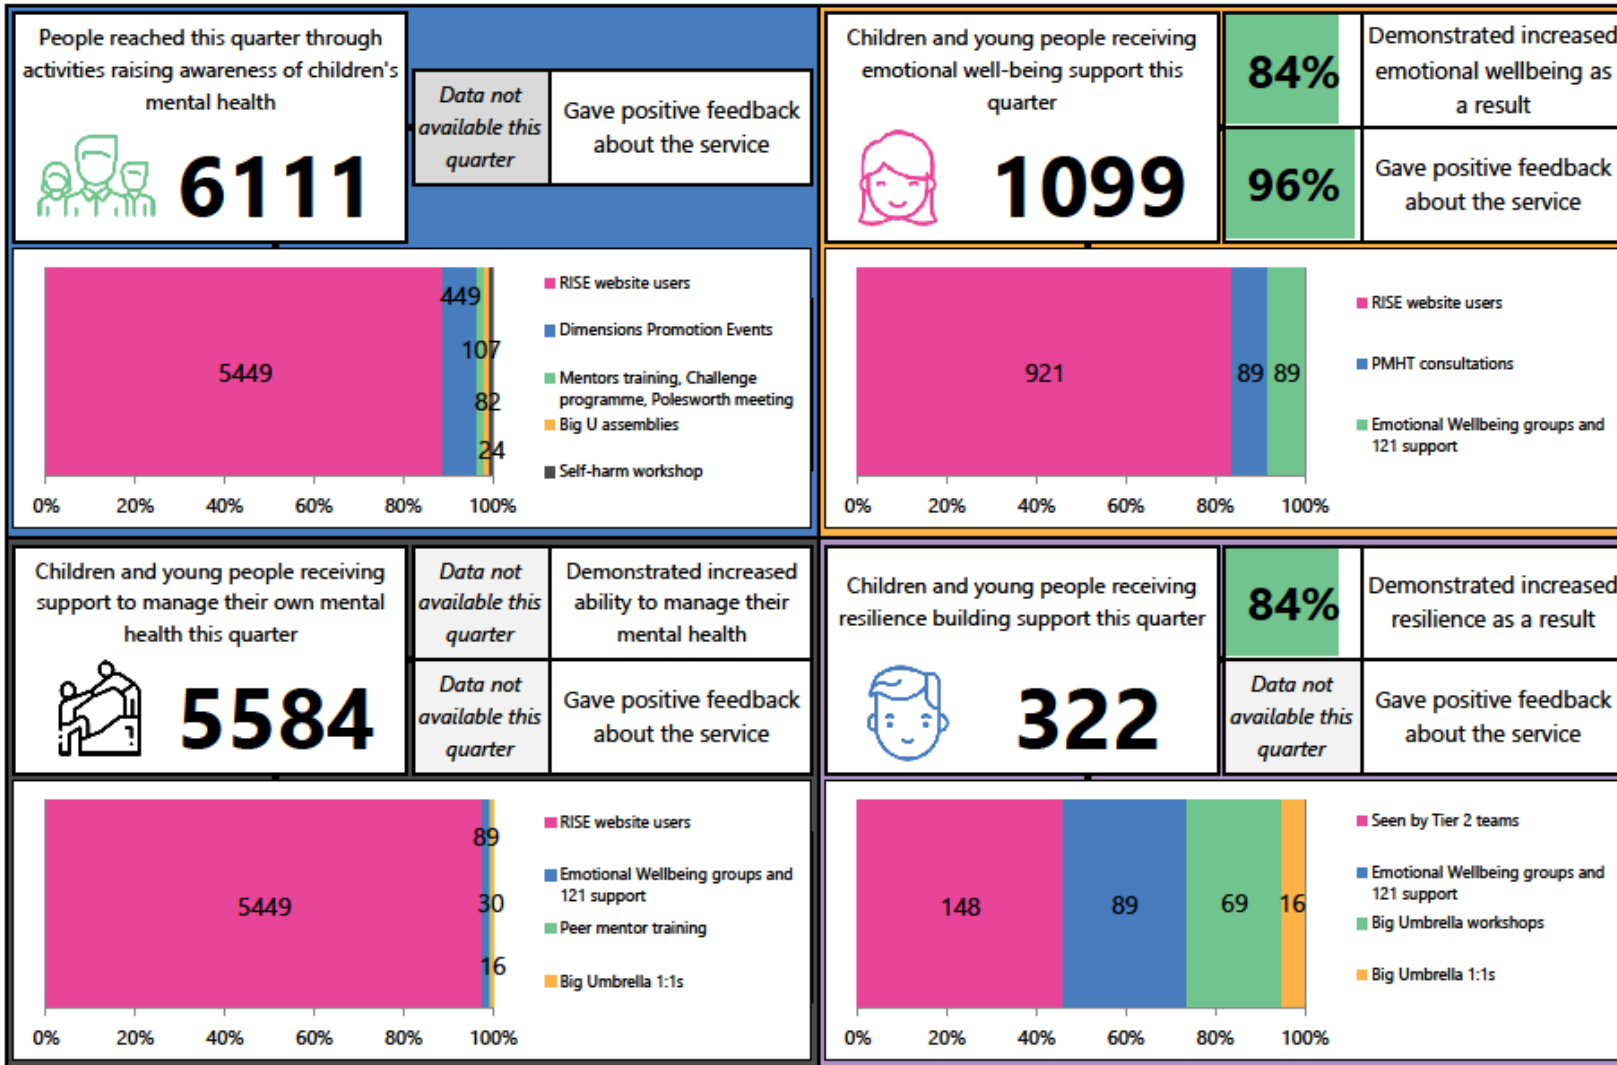 People reached this quarter through
activities raising awareness of children's
mental health
6111
Data not
available this
quarter
Gave positive feedback
about the service
5449
449
107
82
24
0%
20%
40%
60%
80%
100%
RISE website users
Dimensions Promotion Events
Mentors training, Challenge
programme, Polesworth meeting
Big U assemblies
Self-harm workshop
Children and young people receiving
emotional well-being support this
quarter
1099
84%
Demonstrated increased
emotional wellbeing as
a result
96%
Gave positive feedback
about the service
921
89
89
0%
20%
40%
60%
80%
100%
RISE website users
PMHT consultations
Emotional Wellbeing groups and
121 support
Children and young people receiving
support to manage their own mental
health this quarter
5584
Data not
available this
quarter
Demonstrated increased
ability to manage their
mental health
Data not
available this
quarter
Gave positive feedback
about the service
5449
89
30
16
0%
20%
40%
60%
80%
100%
RISE website users
Emotional Wellbeing groups and
121 support
Peer mentor training
Big Umbrella 1:1s
Children and young people receiving
resilience building support this quarter
322
84%
Demonstrated increased
resilience as a result
Data not
available this
quarter
Gave positive feedback
about the service
148
89
69
16
0%
20%
40%
60%
80%
100%
Seen by Tier 2 teams
Emotional Wellbeing groups and
121 support
Big Umbrella workshops
Big Umbrella 1:1s